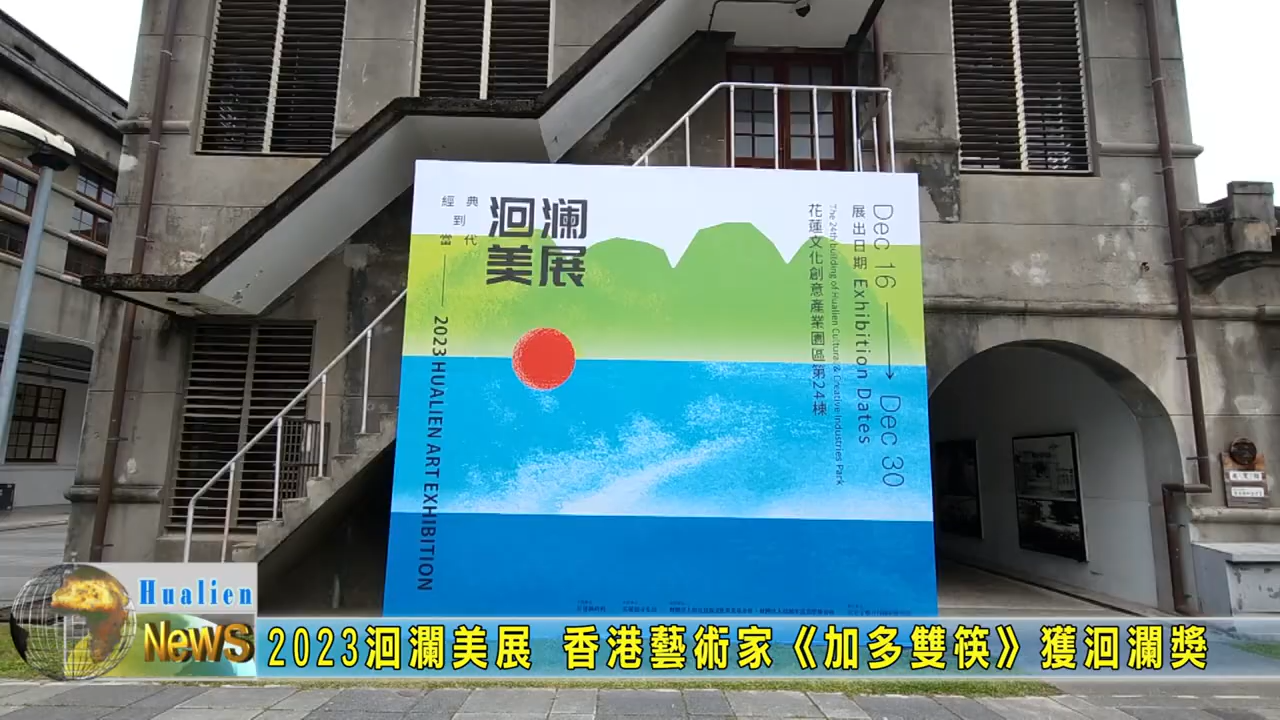 經典
到
當代
洄瀾
美展
2023 HUALIEN ART EXHIBITION
Dec 16
Dec 30
展出日期 Exhibition Dates
The 24th building of Hualien Cultural & Creative Industries Park
花蓮文化創意產業園區第24棟
Hualien
NewS
2023洄瀾美展 香港藝術家《加多雙筷》獲洄瀾獎